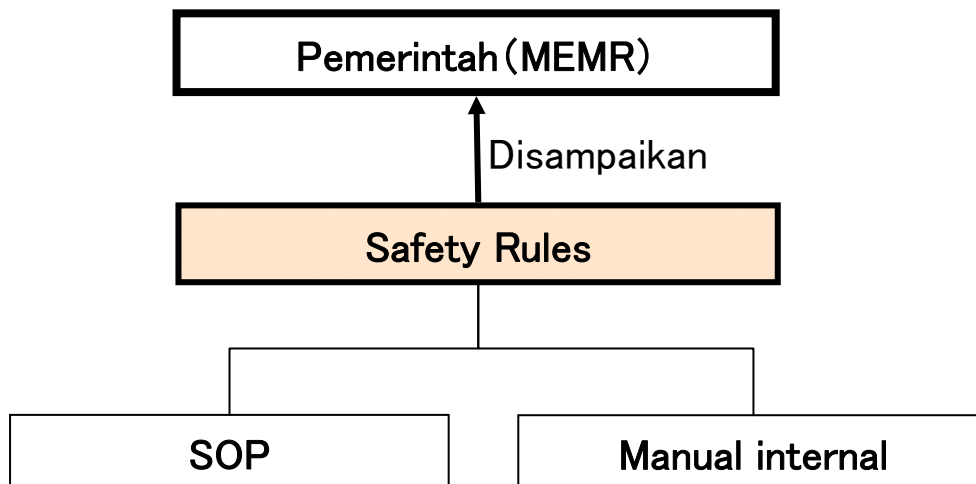 Pemerintah（MEMR）
Disampaikan
Safety Rules
SOP
Manual internal